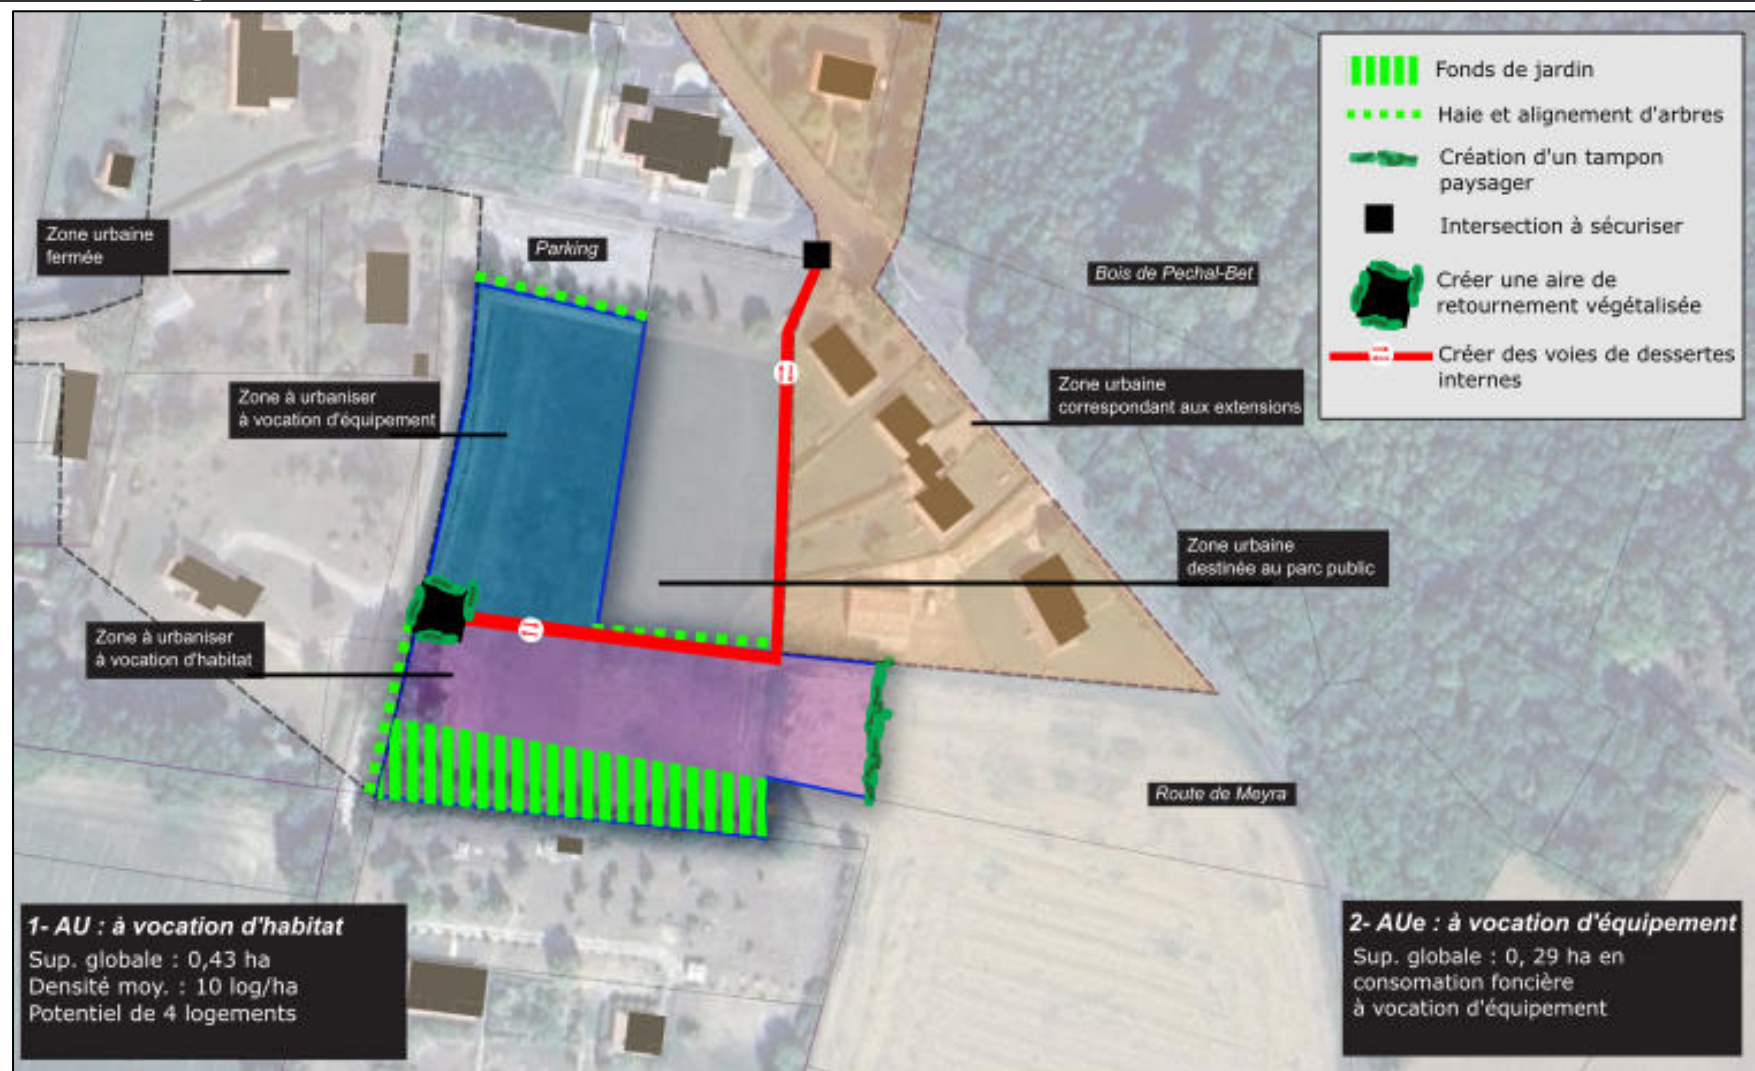 Fonds de jardin
Haie et alignement d'arbres
Création d'un tampon
paysager
Intersection à sécuriser
Créer une aire de
retournement végétalisée
Créer des voies de dessertes
internes
Zone urbaine
fermée
Parking
Bois de Pechal-Bet
Zone à urbaniser
à vocation d'équipement
Zone urbaine
correspondant aux extensions
Zone urbaine
destinée au parc public
Zone à urbaniser
à vocation d'habitat
Route de Meyra
1- AU : à vocation d'habitat
Sup. globale : 0,43 ha
Densité moy. : 10 log/ha
Potentiel de 4 logements
2- AUe : à vocation d'équipement
Sup. globale : 0, 29 ha en
consomation foncière
à vocation d'équipement